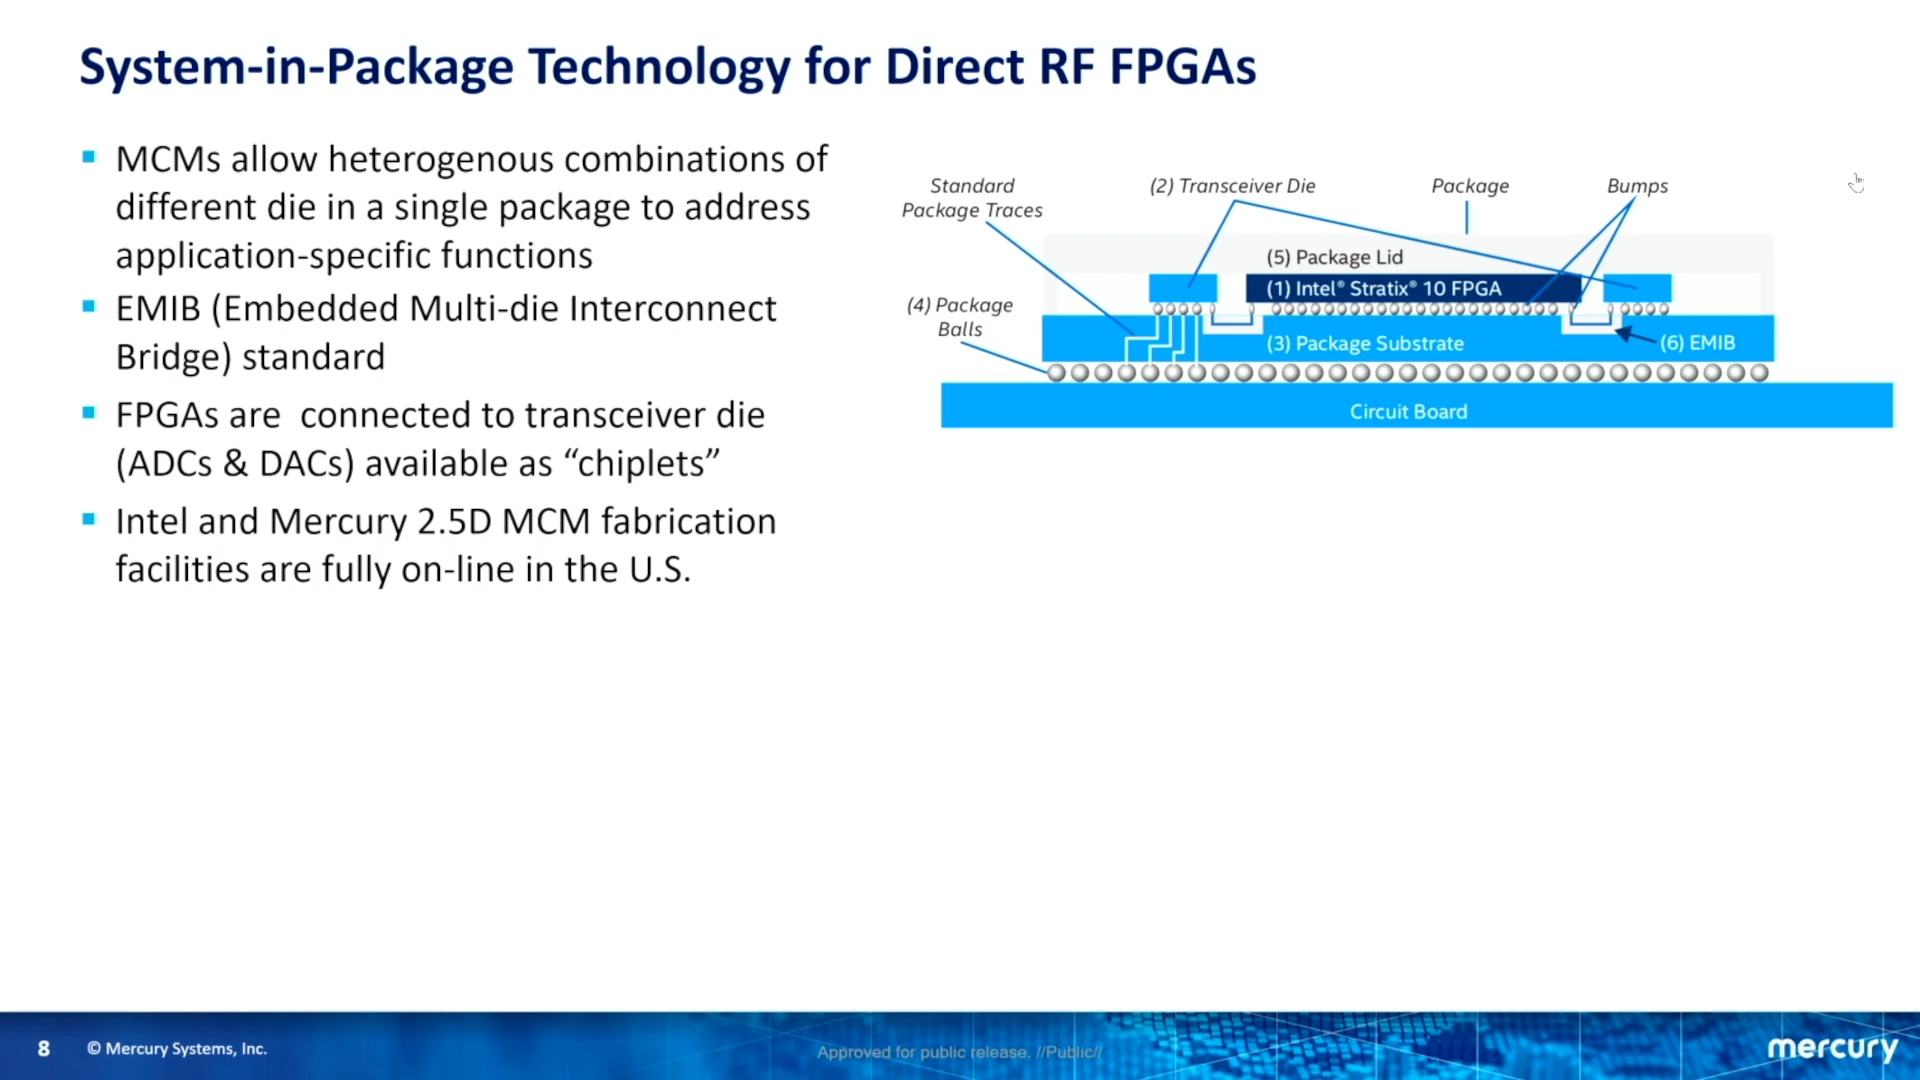 System-in-Package Technology for Direct RF FPGAs
MCMs allow heterogenous combinations of
different die in a single package to address
application-specific functions
EMIB (Embedded Multi-die Interconnect
Bridge) standard
FPGAs are  connected to transceiver die
(ADCs & DACs) available as “chiplets”
Intel and Mercury 2.5D MCM fabrication
facilities are fully on-line in the U.S.
Standard
Package Traces
(2) Transceiver Die
Package
Bumps
(5) Package Lid
(1) Intel® Stratix® 10 FPGA
(4) Package
Balls
(3) Package Substrate
(6) EMIB
Circuit Board
8
© Mercury Systems, Inc.
Approved for public release. //Public//
mercury